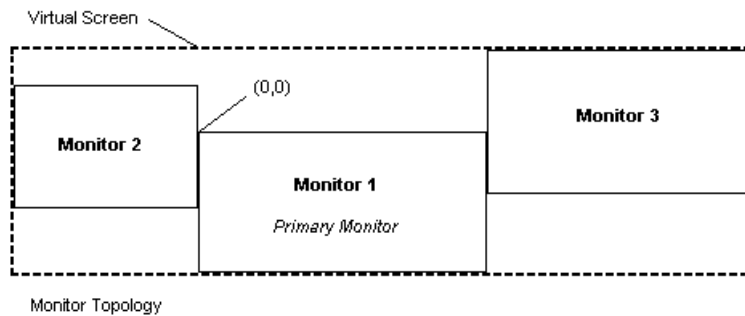 Virtual Screen
(0,0)
Monitor 2
Monitor 3
Monitor 1
Primary Monitor
Monitor Topology